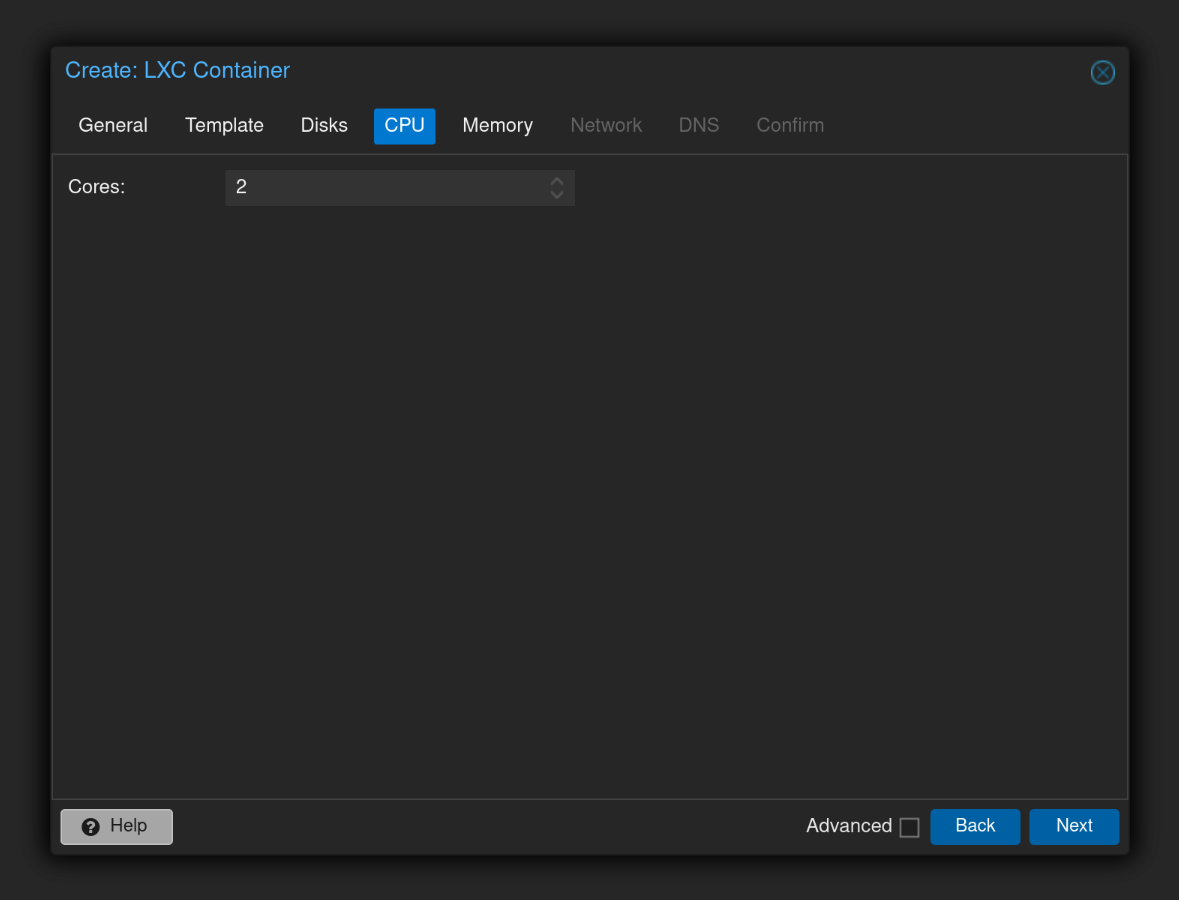 Create: LXC Container
General Template Disks CPU Memory Network DNS Confirm
Cores: 2
Help Advanced Back Next